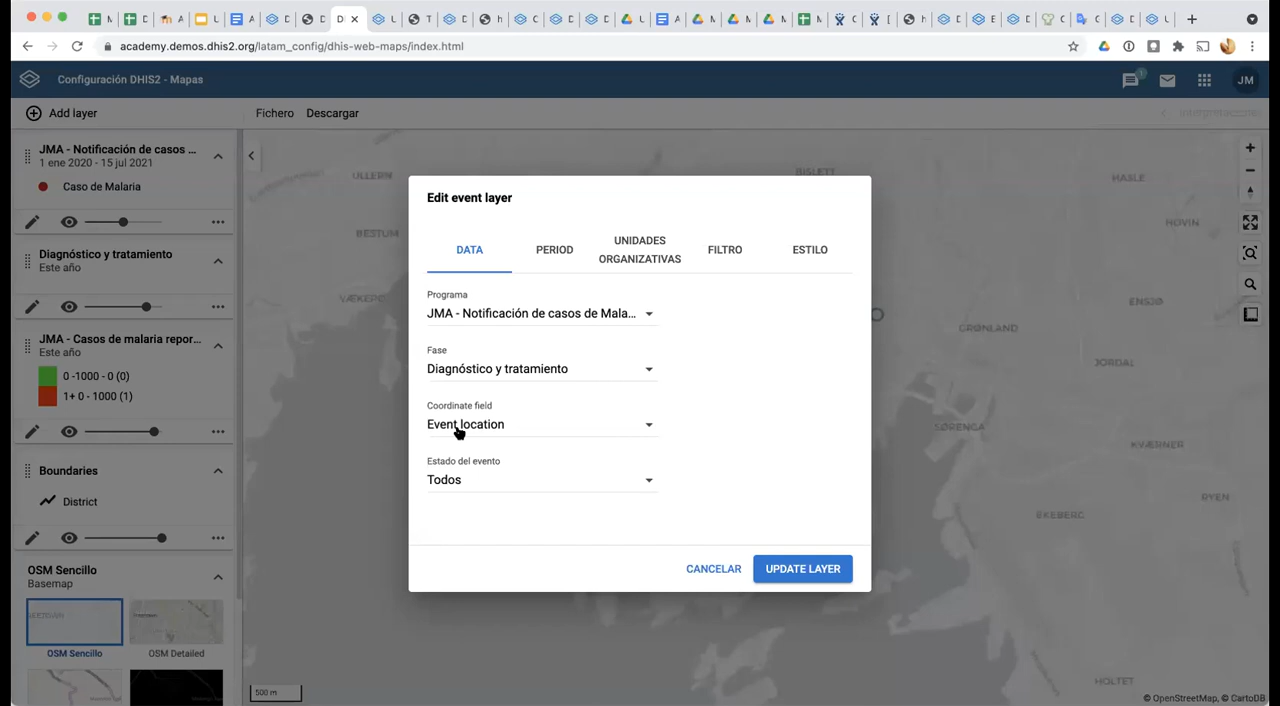 academy.demos.dhis2.org/latam_config/dhis-web-maps/index.html
Configuración DHIS2 - Mapas
1
JM
Add layer
Fichero
Descargar
Interpretaciones
JMA - Notificación de casos ...
1 ene 2020 - 15 jul 2021
Caso de Malaria
Diagnóstico y tratamiento
Este año
JMA - Casos de malaria repor...
Este año
0 -1000 - 0 (0)
1+ 0 - 1000 (1)
Boundaries
District
OSM Sencillo
Basemap
OSM Sencillo
OSM Detailed
Edit event layer
DATA
PERIOD
UNIDADES
ORGANIZATIVAS
FILTRO
ESTILO
Programa
JMA - Notificación de casos de Mala...
Fase
Diagnóstico y tratamiento
Coordinate field
Event location
Estado del evento
Todos
CANCELAR
UPDATE LAYER
ULLERN
BISLETT
HASLE
BESTUM
HOVIN
VÆKERØ
ENSJØ
GRØNLAND
JORDAL
SØRENGA
KVÆRNER
RYEN
EKEBERG
HOLTET
500 m
© OpenStreetMap, © CartoDB